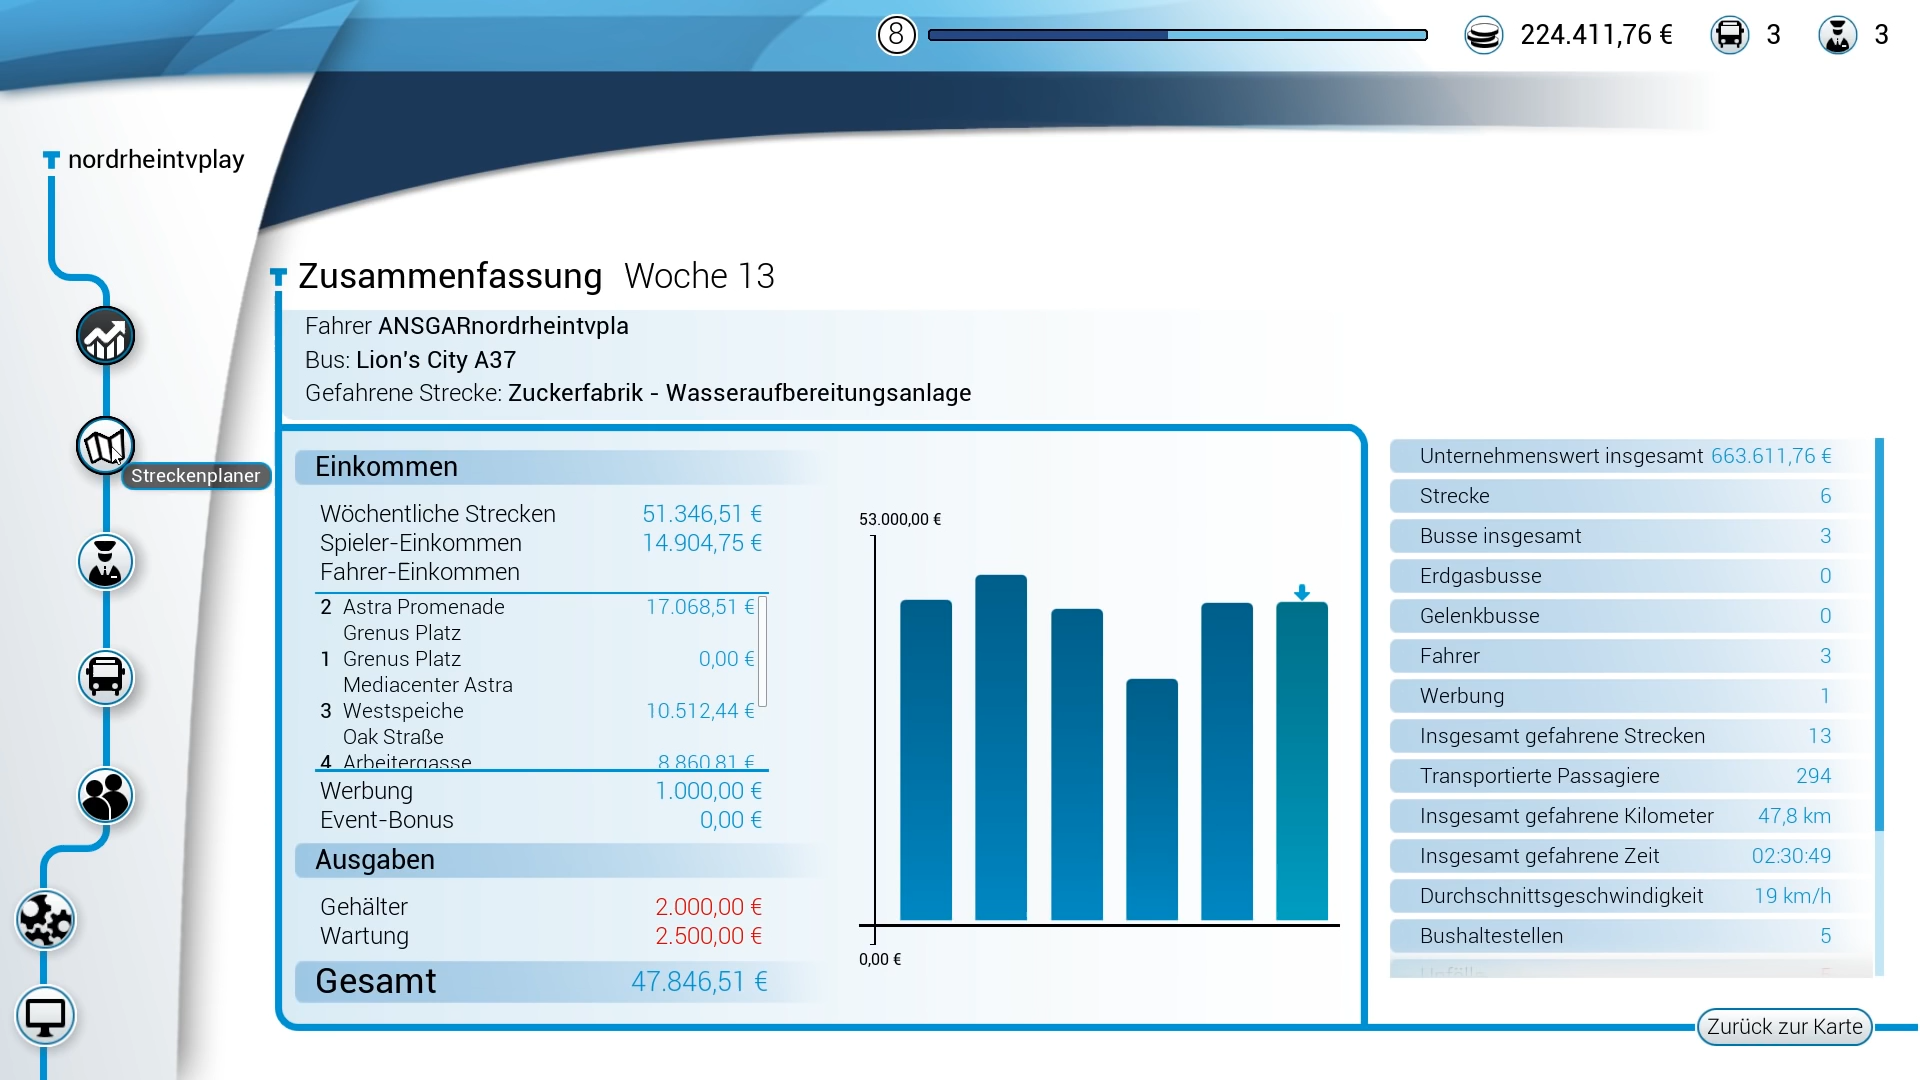 8
224.411,76 €
3
3
nordrheintvplay
Streckenplaner
Zusammenfassung Woche 13
Fahrer ANSGARnordrheintvpla
Bus: Lion's City A37
Gefahrene Strecke: Zuckerfabrik - Wasseraufbereitungsanlage
Einkommen
Wöchentliche Strecken 51.346,51 €
Spieler-Einkommen 14.904,75 €
Fahrer-Einkommen
2 Astra Promenade 17.068,51 €
Grenus Platz
1 Grenus Platz 0,00 €
Mediacenter Astra
3 Westspeiche 10.512,44 €
Oak Straße
4 Arbeitergasse 8.860,81 €
Werbung 1.000,00 €
Event-Bonus 0,00 €
Ausgaben
Gehälter 2.000,00 €
Wartung 2.500,00 €
Gesamt 47.846,51 €
53.000,00 €
0,00 €
Unternehmenswert insgesamt 663.611,76 €
Strecke 6
Busse insgesamt 3
Erdgasbusse 0
Gelenkbusse 0
Fahrer 3
Werbung 1
Insgesamt gefahrene Strecken 13
Transportierte Passagiere 294
Insgesamt gefahrene Kilometer 47,8 km
Insgesamt gefahrene Zeit 02:30:49
Durchschnittsgeschwindigkeit 19 km/h
Bushaltestellen 5
Zurück zur Karte